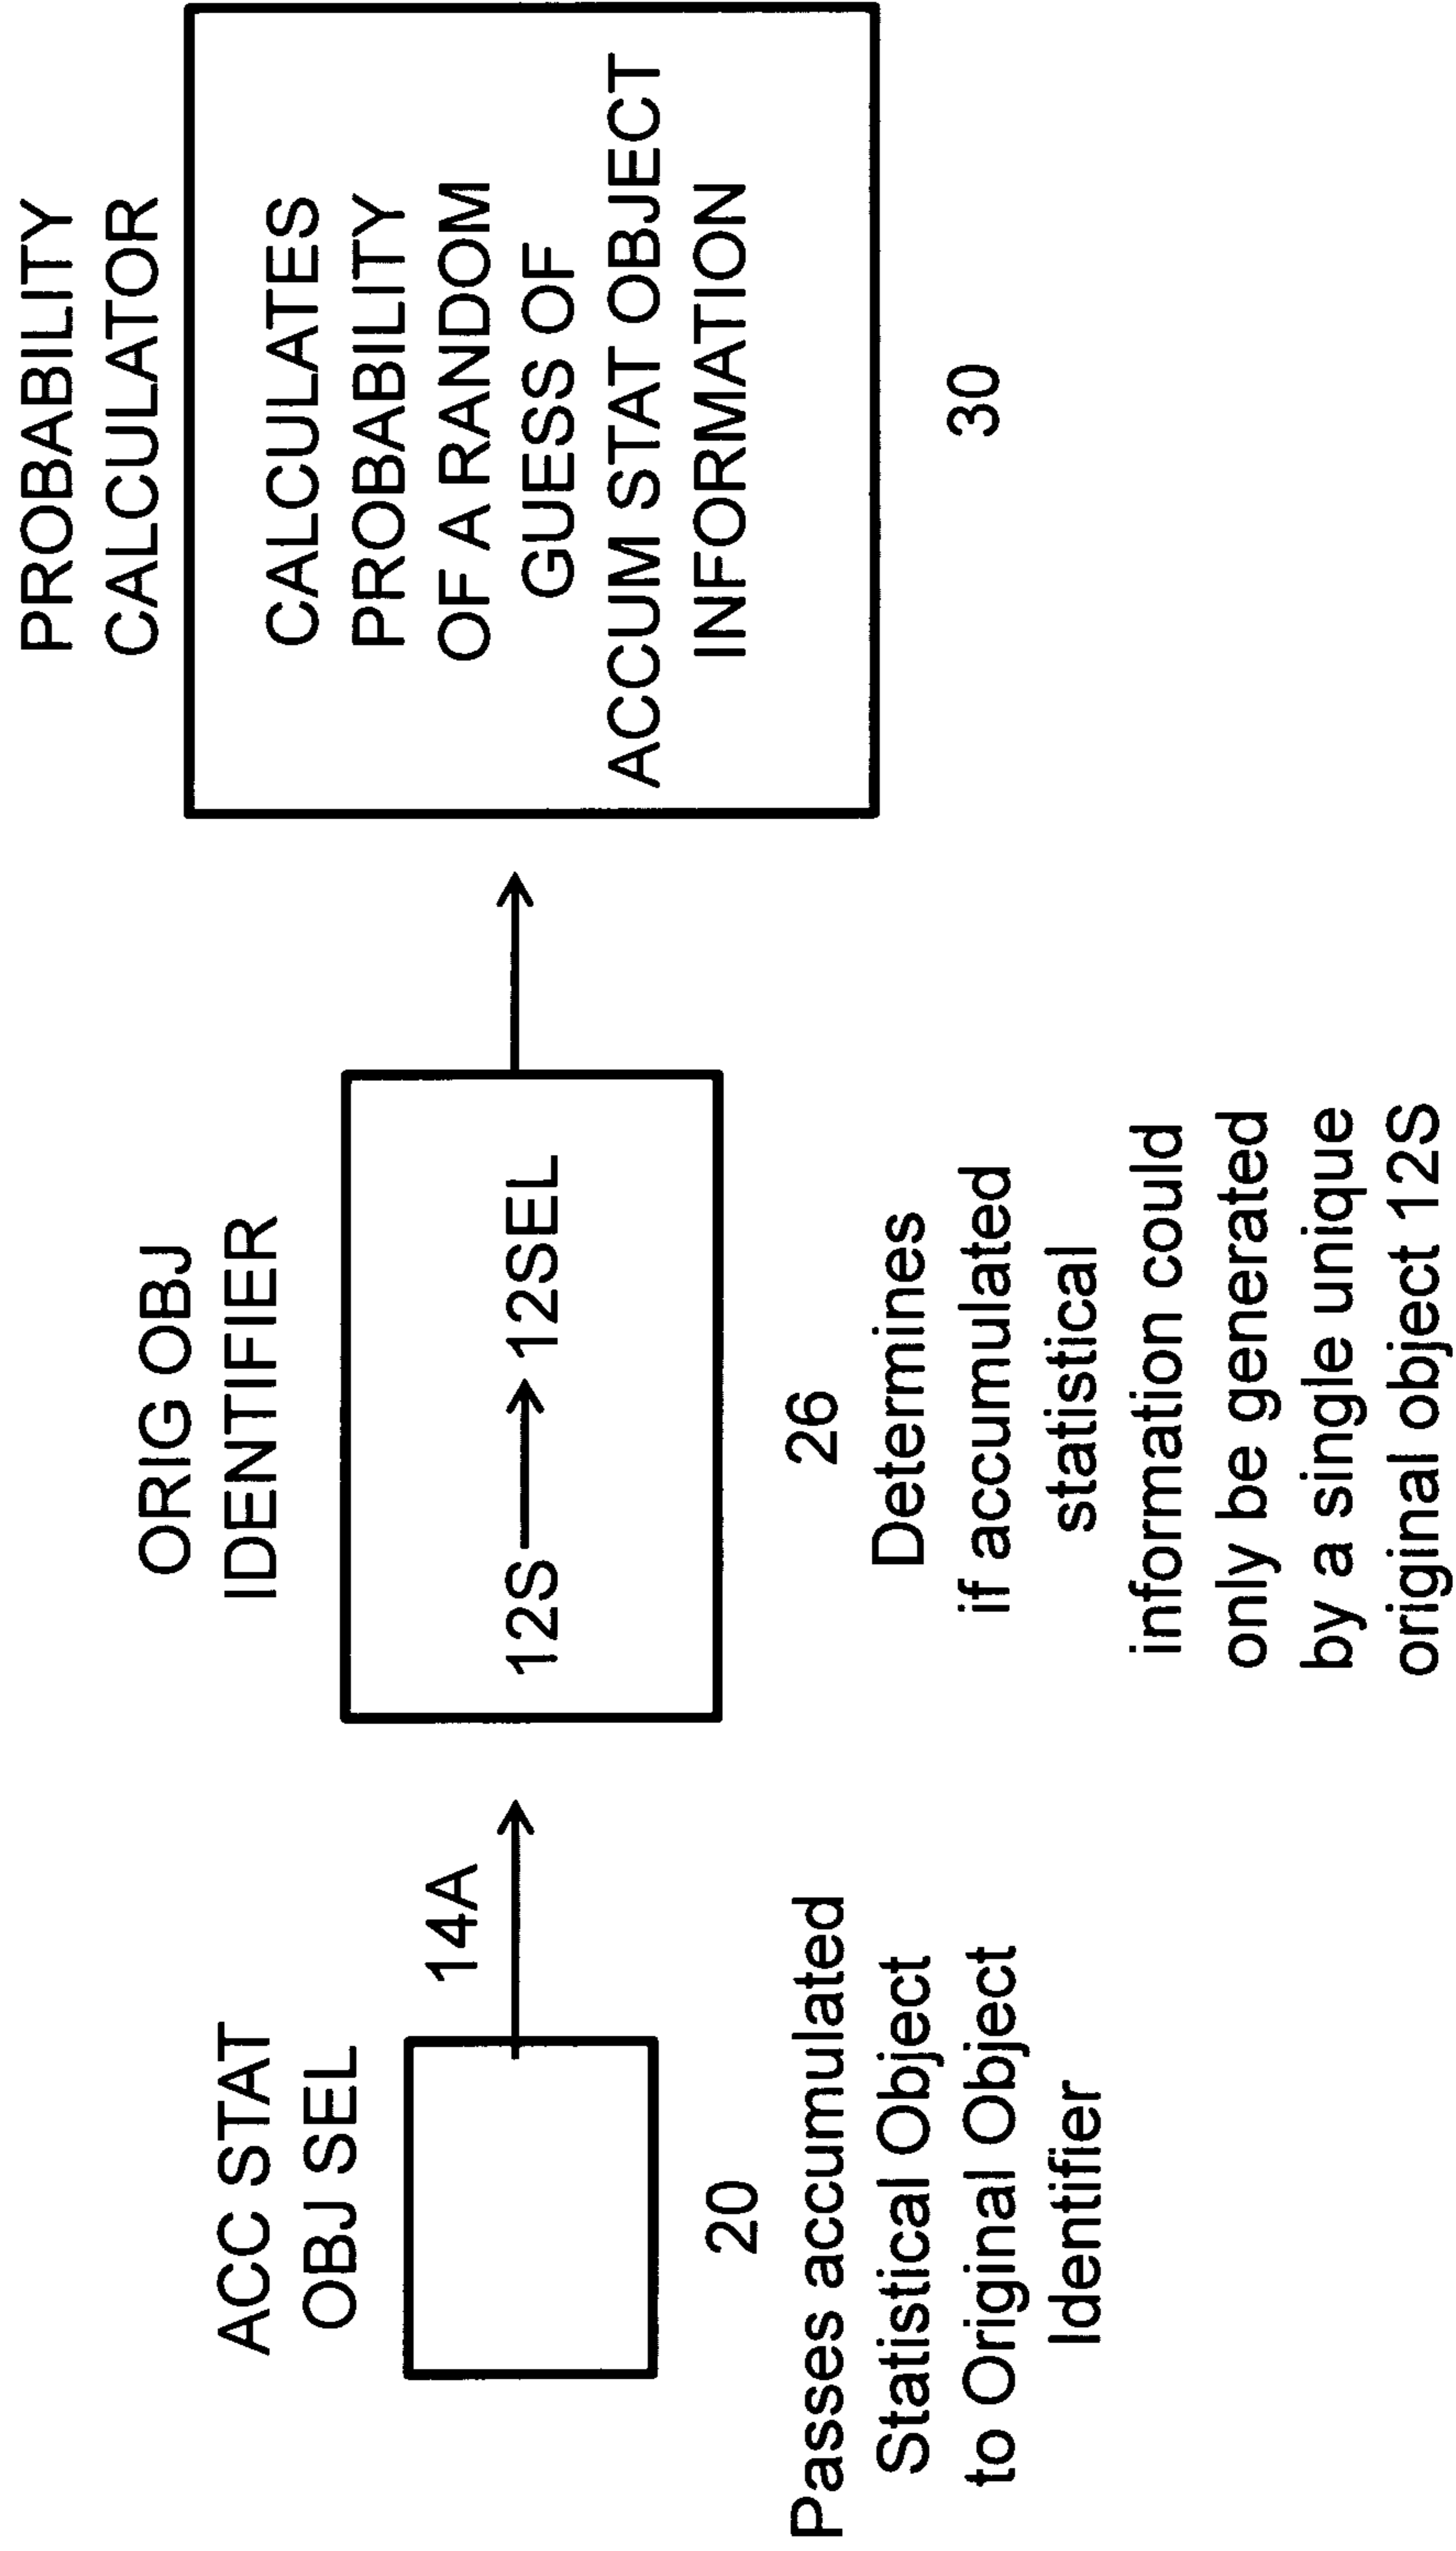 ACC STAT
OBJ SEL
14A
20
Passes accumulated
Statistical Object
to Original Object
Identifier
ORIG OBJ
IDENTIFIER
12S 12SEL
26
Determines
if accumulated
statistical
information could
only be generated
by a single unique
original object 12S
PROBABILITY
CALCULATOR
CALCULATES
PROBABILITY
OF A RANDOM
GUESS OF
ACCUM STAT OBJECT
INFORMATION
30